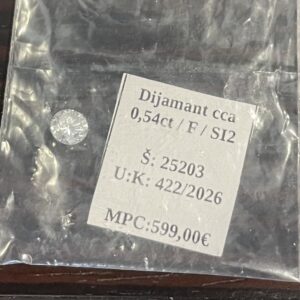 Dijamant cca
0,54ct / F / SI2
Š: 25203
U:K: 422/2026
MPC:599,00€